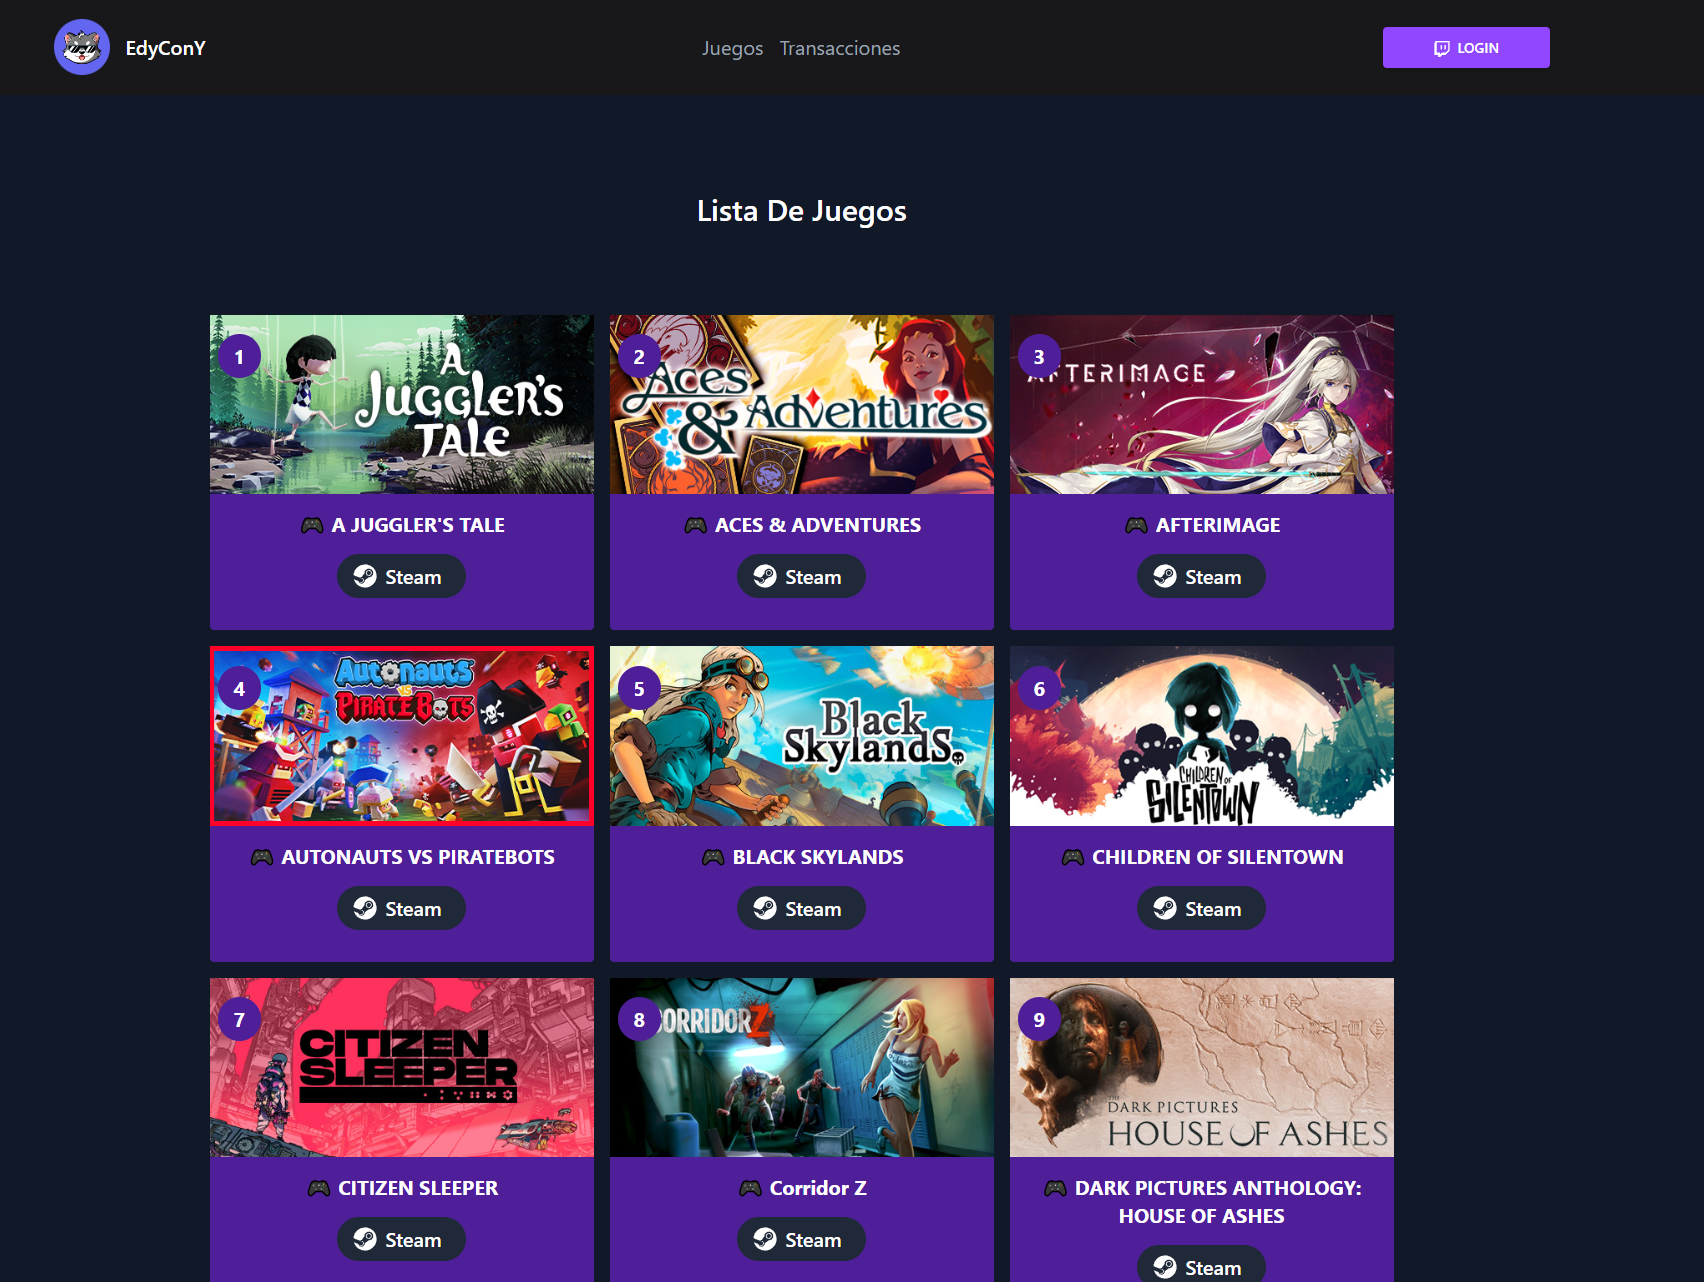 EdyConY
Juegos Transacciones
LOGIN
Lista De Juegos
1
A
JUGGLER'S
TALE
2
Aces
& Adventures
3
AFTERIMAGE
A JUGGLER'S TALE
ACES & ADVENTURES
AFTERIMAGE
Steam
Steam
Steam
4
Autonauts
VS
PIRATEBOTS
5
Black
Skylands
6
CHILDREN OF
SILENTOWN
AUTONAUTS VS PIRATEBOTS
BLACK SKYLANDS
CHILDREN OF SILENTOWN
Steam
Steam
Steam
7
CITIZEN
SLEEPER
8
CORRIDOR Z
9
THE
DARK PICTURES
HOUSE OF ASHES
CITIZEN SLEEPER
Corridor Z
DARK PICTURES ANTHOLOGY:
HOUSE OF ASHES
Steam
Steam
Steam